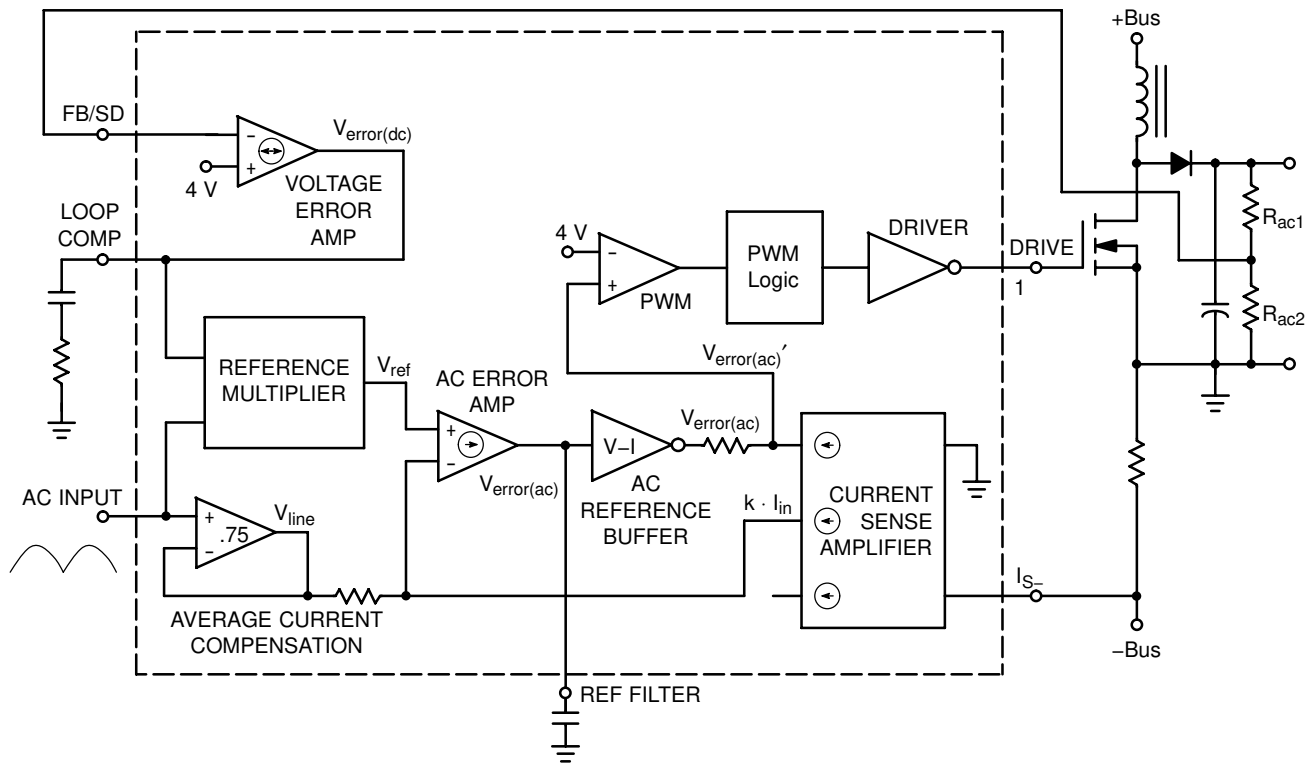 +Bus
FB/SD
V_error(dc)
-
+
4 V
VOLTAGE
ERROR
AMP
LOOP
COMP
R_ac1
4 V
-
+
PWM
PWM
Logic
DRIVER
DRIVE
1
R_ac2
REFERENCE
MULTIPLIER
V_ref
AC ERROR
AMP
+
-
V_error(ac)
V_error(ac)′
V_error(ac)
V–I
AC
REFERENCE
BUFFER
k · I_in
CURRENT
SENSE
AMPLIFIER
AC INPUT
+
-
.75
V_line
AVERAGE CURRENT
COMPENSATION
I_S–
–Bus
REF FILTER